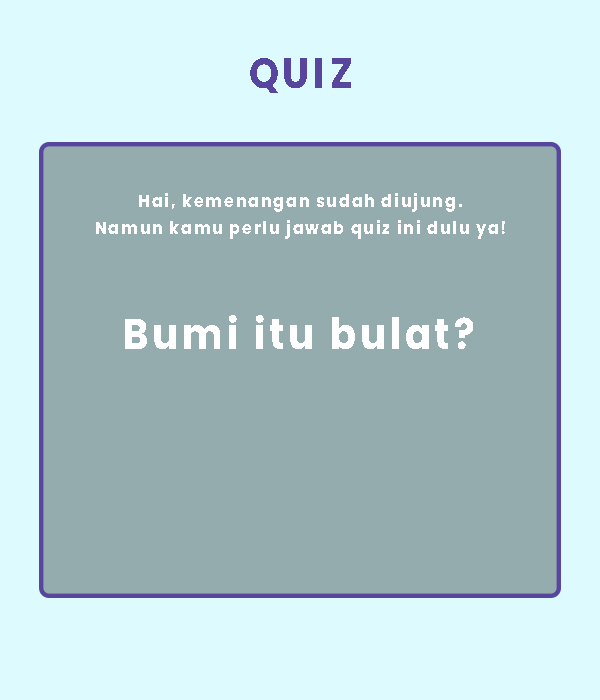 QUIZ
Hai, kemenangan sudah diujung.
Namun kamu perlu jawab quiz ini dulu ya!
Bumi itu bulat?